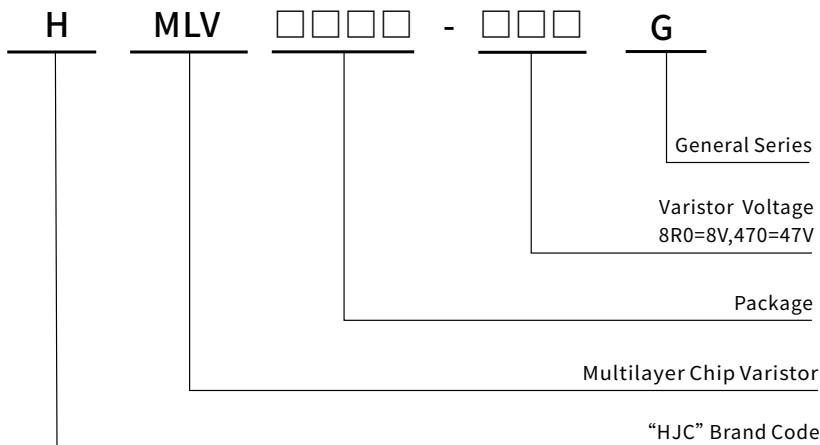 H MLV □□□□ - □□□ G
General Series
Varistor Voltage
8R0=8V,470=47V
Package
Multilayer Chip Varistor
“HJC” Brand Code